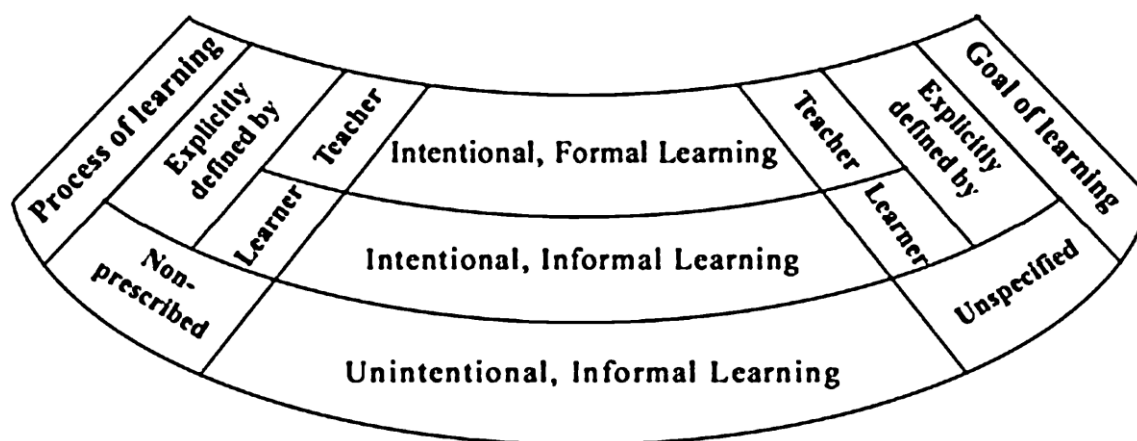 Process of learning
Explicitly
defined by
Teacher
Learner
Non-
prescribed
Intentional, Formal Learning
Intentional, Informal Learning
Unintentional, Informal Learning
Teacher
Learner
Explicitly
defined by
Unspecified
Goal of learning